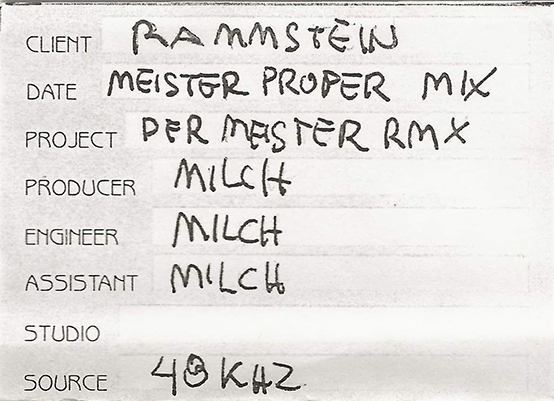 CLIENT RAMMSTEIN
DATE MEISTER PROPER MIX
PROJECT DER MEISTER RMX
PRODUCER MILCH
ENGINEER MILCH
ASSISTANT MILCH
STUDIO
SOURCE 48 KHZ